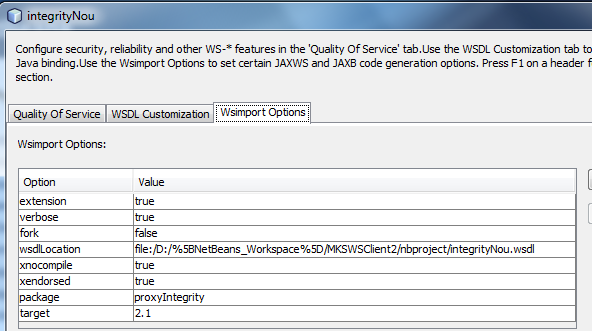 integrityNou
Configure security, reliability and other WS-* features in the 'Quality Of Service' tab.Use the WSDL Customization tab to
Java binding.Use the Wsimport Options to set certain JAXWS and JAXB code generation options. Press F1 on a header f
section.
Quality Of Service WSDL Customization Wsimport Options
Wsimport Options:
Option Value
extension true
verbose true
fork false
wsdlLocation file:/D:/%5BNetBeans_Workspace%5D/MKSWSClient2/nbproject/integrityNou.wsdl
xnocompile true
xendorsed true
package proxyIntegrity
target 2.1